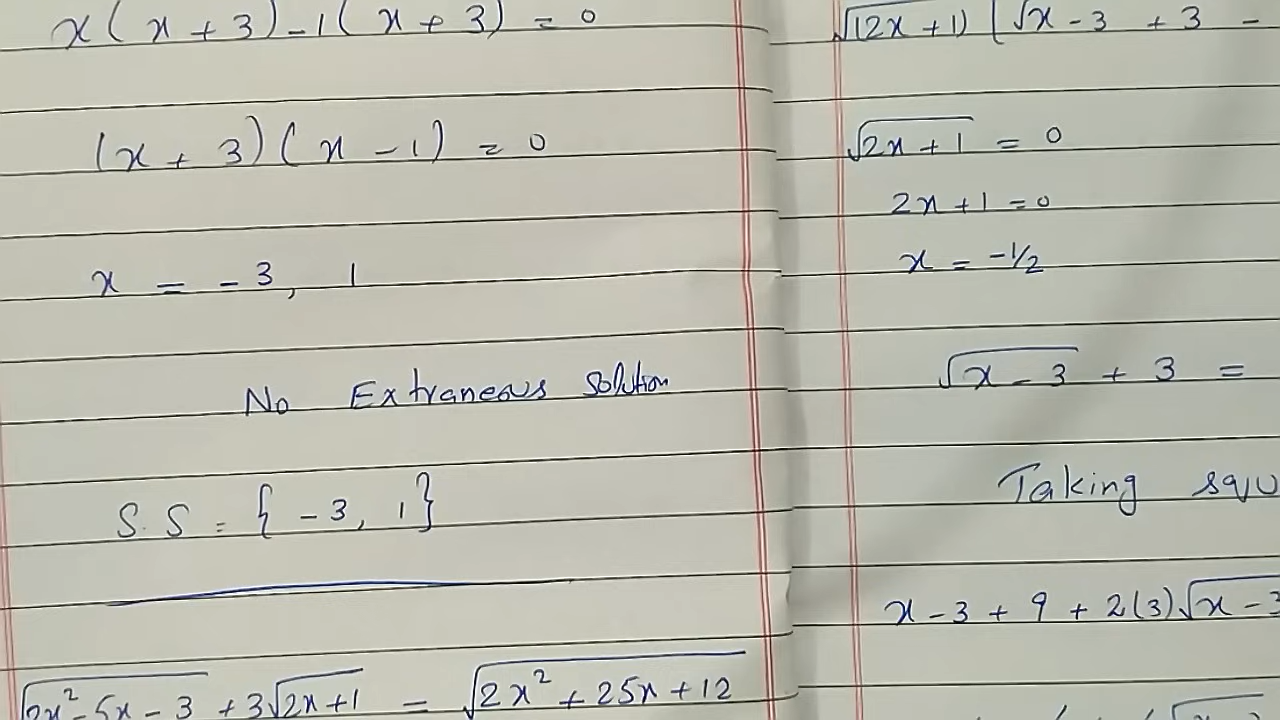 x(x+3)-1(x+3) = 0
(x+3)(x-1) = 0
x = -3, 1
No Extraneous Solution
S.S = { -3, 1}
√2x²-5x-3 + 3√2x+1 = √2x²+25x+12
√(2x+1) (√x-3 + 3 -
√2x+1 = 0
2x+1 = 0
x = -1/2
√x-3 + 3 =
Taking squ
x-3+9+2(3)√x-3